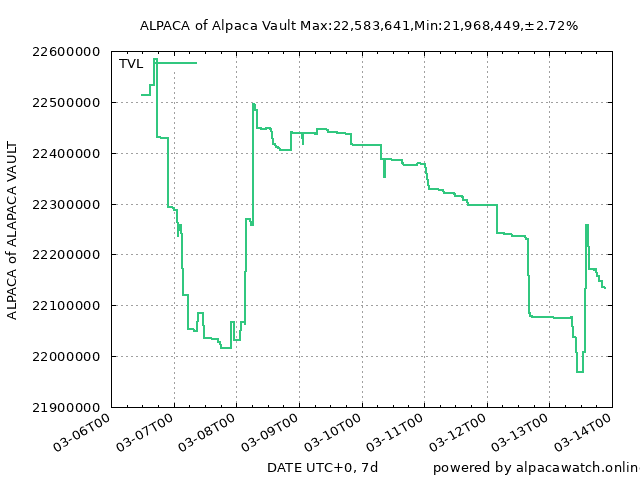 ALPACA of Alpaca Vault Max:22,583,641,Min:21,968,449,±2.72%
22600000
TVL
22500000
22400000
22300000
22200000
22100000
22000000
21900000
ALPACA of ALAPACA VAULT
03-06T00
03-07T00
03-08T00
03-09T00
03-10T00
03-11T00
03-12T00
03-13T00
03-14T00
DATE UTC+0, 7d
powered by alpacawatch.onlin